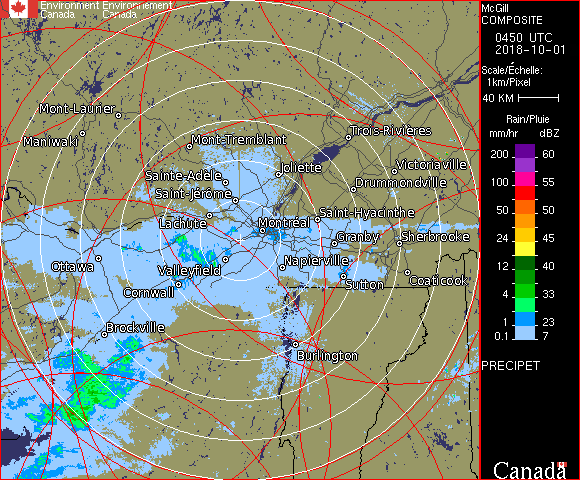 Environment Environnement
Canada Canada
McGill
COMPOSITE
0450 UTC
2018-10-01
Scale/Échelle:
1km/Pixel
40 KM
Rain/Pluie
mm/hr dBZ
200 60
100 55
50 50
24 45
12 40
4 33
1 23
0.1 7
PRECIPET
Canada
Mont-Laurier
Maniwaki
Mont-Tremblant
Trois-Rivières
Sainte-Adèle
Joliette
Victoriaville
Saint-Jérôme
Drummondville
Lachute
Montréal
Saint-Hyacinthe
Granby
Sherbrooke
Ottawa
Valleyfield
Napierville
Cornwall
Sutton
Coaticook
Brockville
Burlington